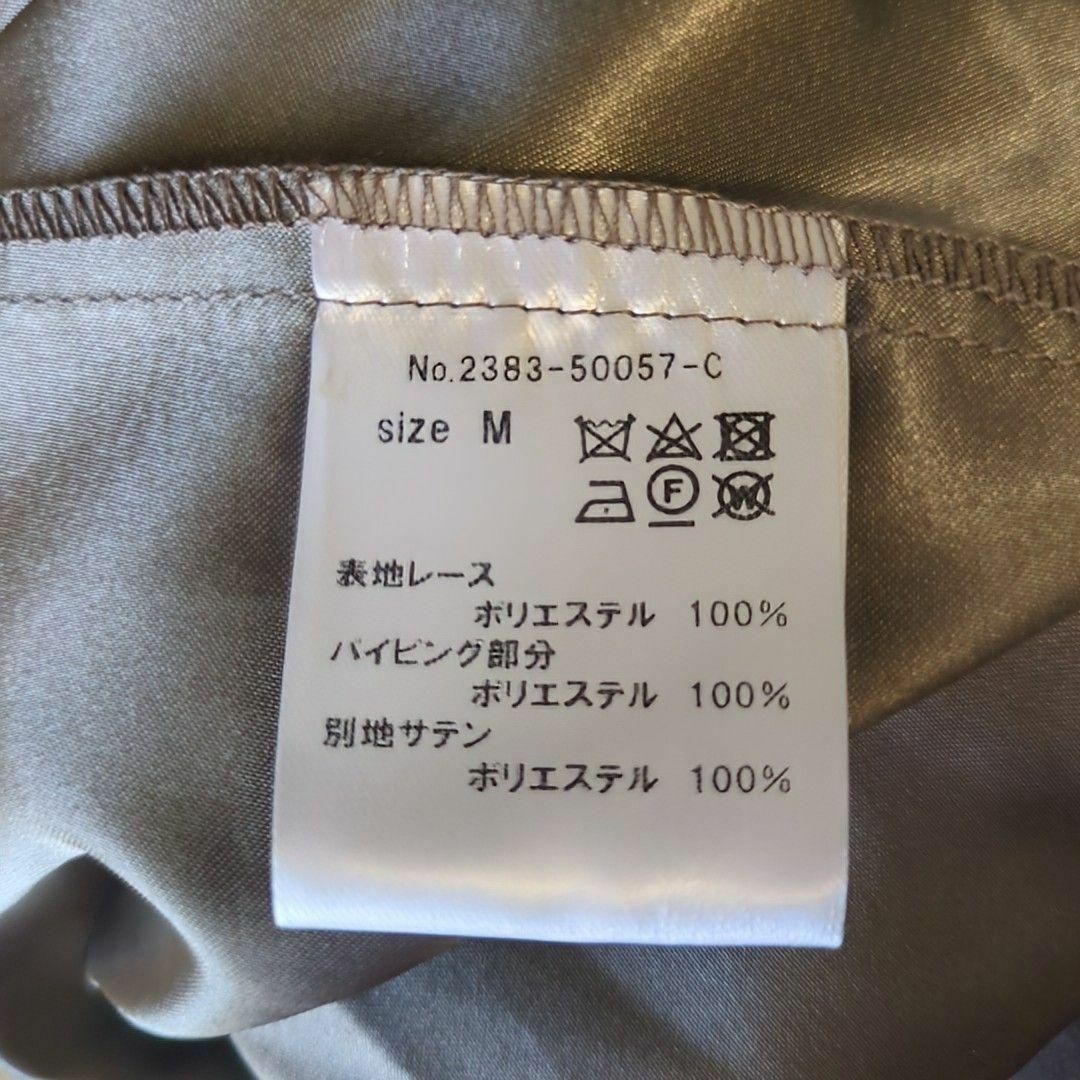 No.2383-50057-C
size M
F W
表地レース
ポリエステル 100%
パイピング部分
ポリエステル 100%
別地サテン
ポリエステル 100%